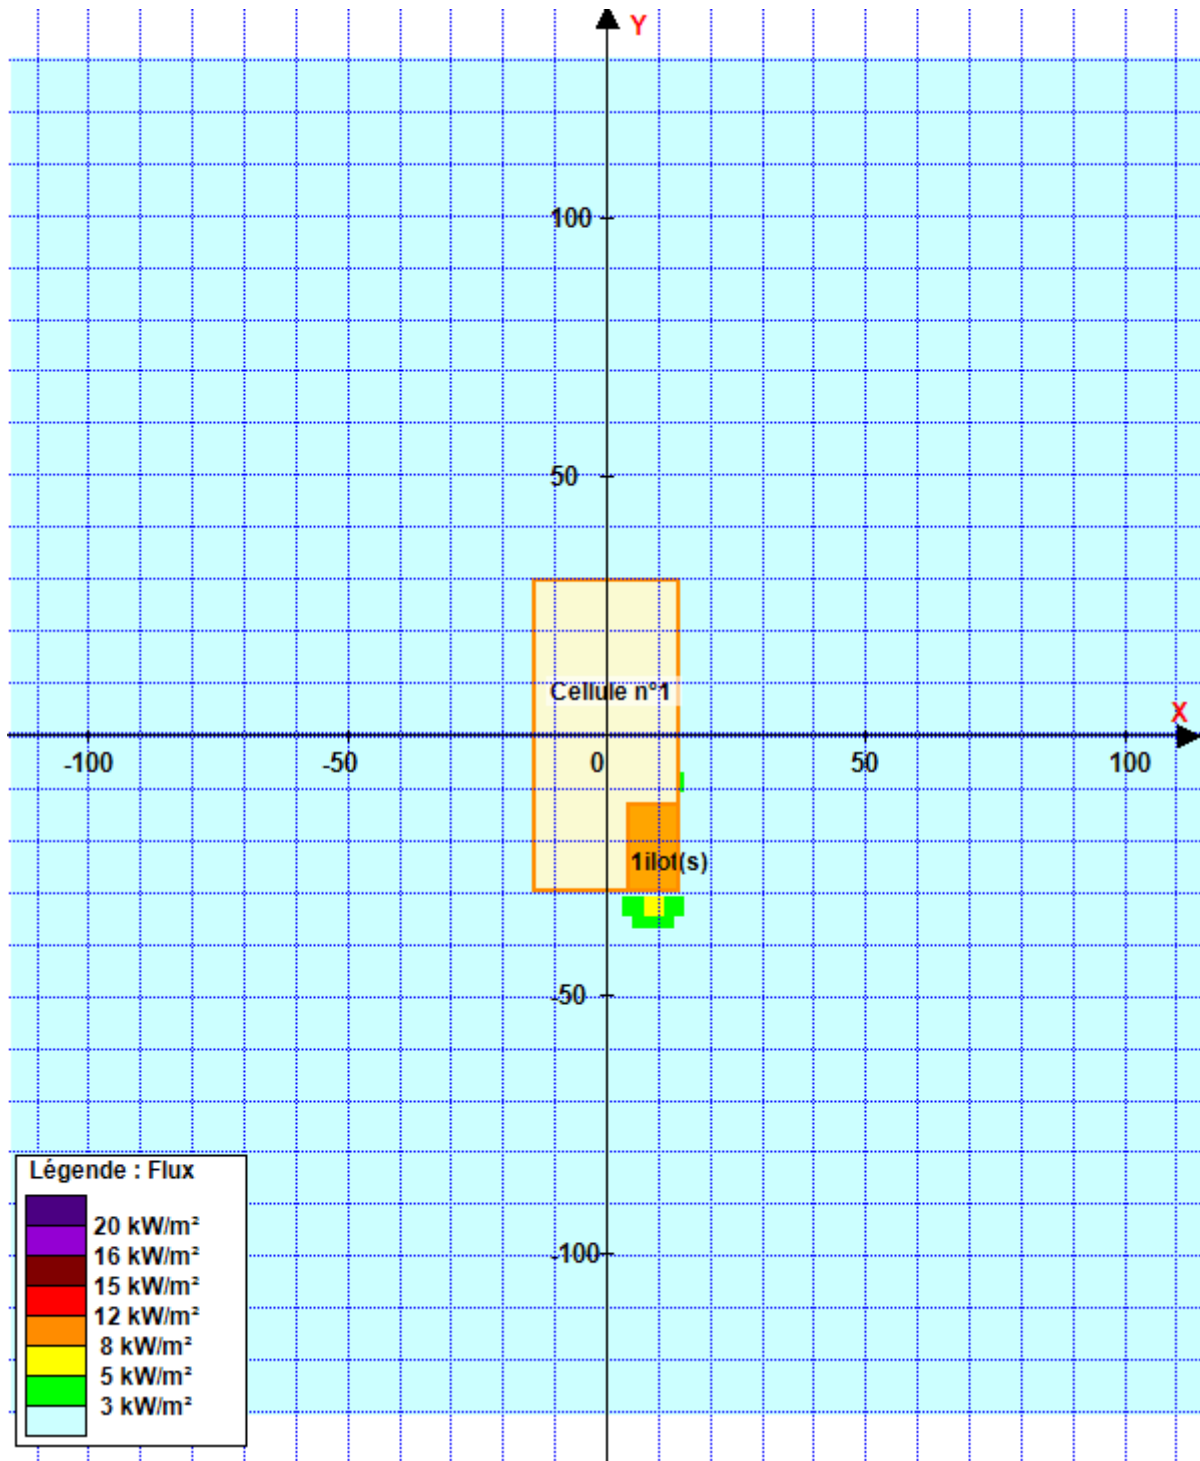 Y
100
50
Cellule n°1
X
-100
-50
0
50
100
1ilot(s)
-50
-100
Légende : Flux
20 kW/m²
16 kW/m²
15 kW/m²
12 kW/m²
8 kW/m²
5 kW/m²
3 kW/m²